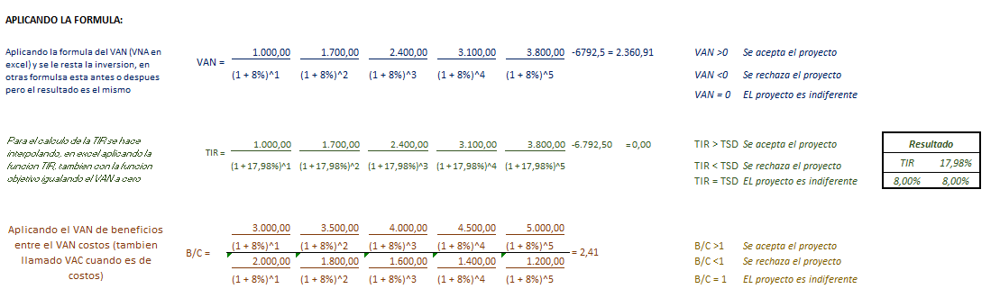 APLICANDO LA FORMULA:
Aplicando la formula del VAN (VNA en
excel) y se le resta la inversion, en
otras formulsa esta antes o despues
pero el resultado es el mismo
VAN =
1.000,00 1.700,00 2.400,00 3.100,00 3.800,00 -6792,5 = 2.360,91
(1 + 8%)^1 (1 + 8%)^2 (1 + 8%)^3 (1 + 8%)^4 (1 + 8%)^5
VAN >0 Se acepta el proyecto
VAN <0 Se rechaza el proyecto
VAN = 0 EL proyecto es indiferente
Para el calculo de la TIR se hace
interpolando, en excel aplicando la
funcion TIR, tambien con la funcion
objetivo igualando el VAN a cero
TIR =
1.000,00 1.700,00 2.400,00 3.100,00 3.800,00 -6.792,50 =0,00
(1+17,98%)^1 (1+17,98%)^2 (1+17,98%)^3 (1+17,98%)^4 (1+17,98%)^5
TIR > TSD Se acepta el proyecto
TIR < TSD Se rechaza el proyecto
TIR = TSD EL proyecto es indiferente
Resultado
TIR 17,98%
8,00% 8,00%
Aplicando el VAN de beneficios
entre el VAN costos (tambien
llamado VAC cuando es de
costos)
B/C =
3.000,00 3.500,00 4.000,00 4.500,00 5.000,00
(1 + 8%)^1 (1 + 8%)^2 (1 + 8%)^3 (1 + 8%)^4 (1 + 8%)^5
= 2,41
2.000,00 1.800,00 1.600,00 1.400,00 1.200,00
(1 + 8%)^1 (1 + 8%)^2 (1 + 8%)^3 (1 + 8%)^4 (1 + 8%)^5
B/C >1 Se acepta el proyecto
B/C <1 Se rechaza el proyecto
B/C = 1 EL proyecto es indiferente